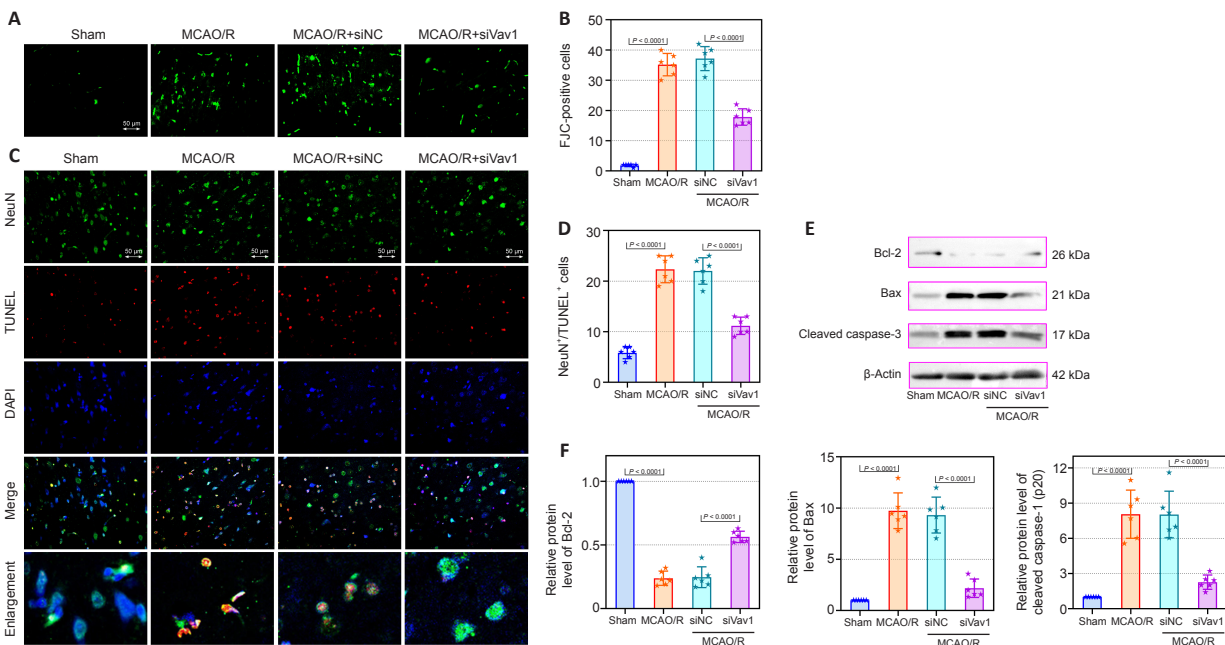 A
Sham
MCAO/R
MCAO/R+siNC
MCAO/R+siVav1
50 µm
B
FJC-positive cells
50
40
30
20
10
0
P < 0.0001
P < 0.0001
Sham
MCAO/R
siNC
siVav1
MCAO/R
C
Sham
MCAO/R
MCAO/R+siNC
MCAO/R+siVav1
NeuN
50 µm
50 µm
50 µm
50 µm
TUNEL
DAPI
Merge
Enlargement
D
NeuN+/TUNEL+ cells
30
20
10
0
P < 0.0001
P < 0.0001
Sham
MCAO/R
siNC
siVav1
MCAO/R
E
Bcl-2
26 kDa
Bax
21 kDa
Cleaved caspase-3
17 kDa
β-Actin
42 kDa
Sham
MCAO/R
siNC
siVav1
MCAO/R
F
Relative protein
level of Bcl-2
1.0
0.5
0
P < 0.0001
P < 0.0001
Sham
MCAO/R
siNC
siVav1
MCAO/R
Relative protein
level of Bax
15
10
5
0
P < 0.0001
P < 0.0001
Sham
MCAO/R
siNC
siVav1
MCAO/R
Relative protein level of
cleaved caspase-1 (p20)
12
9
6
3
0
P < 0.0001
P < 0.0001
Sham
MCAO/R
siNC
siVav1
MCAO/R